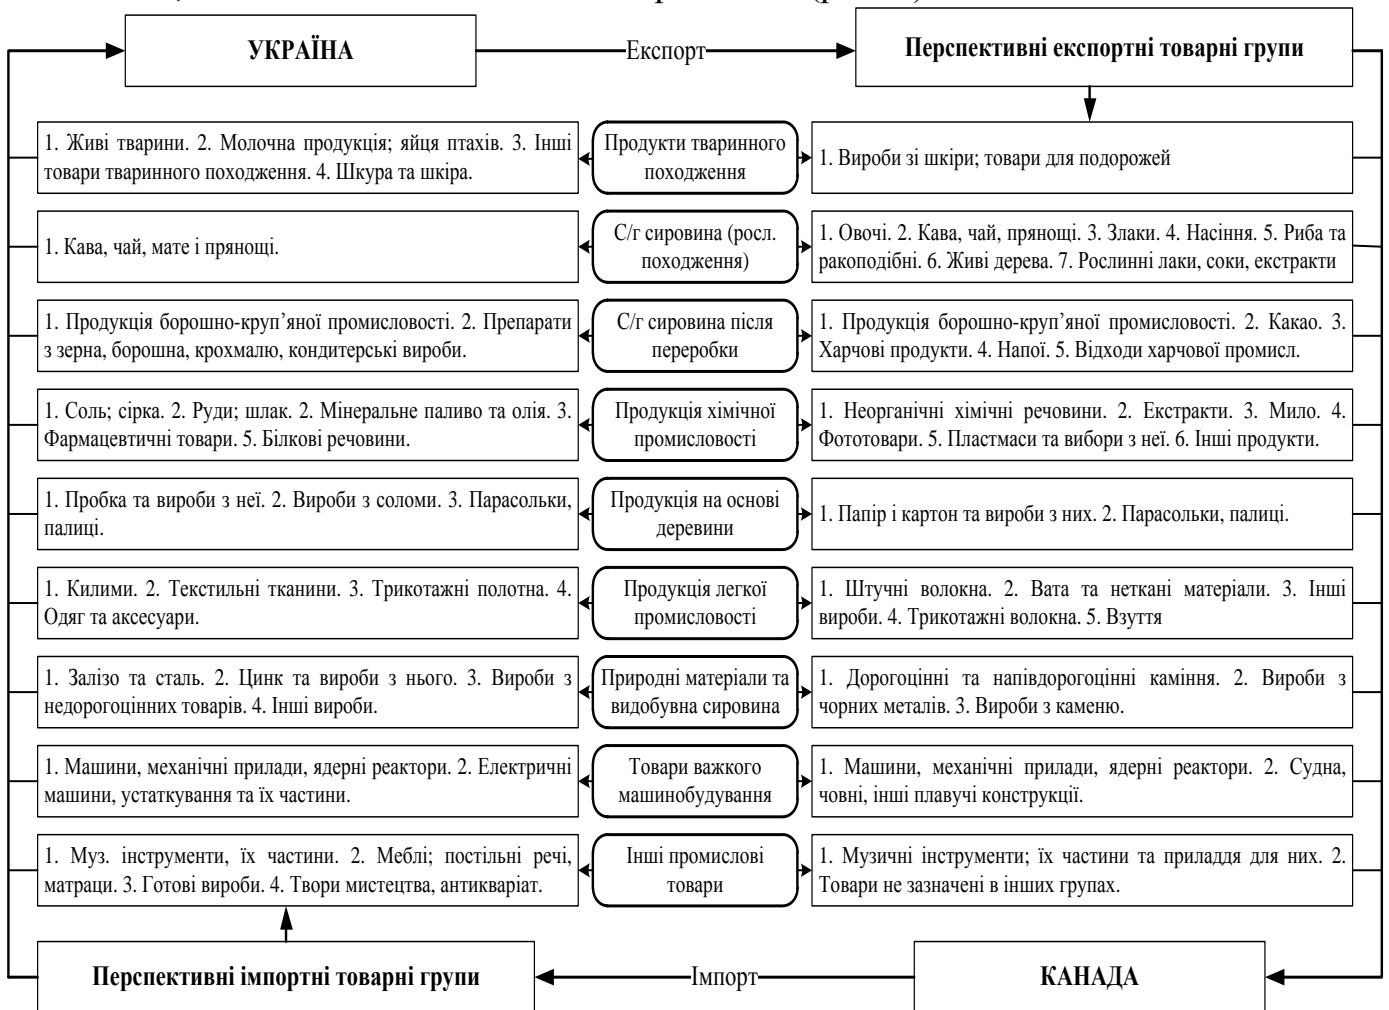 УКРАЇНА
Експорт
Перспективні експортні товарні групи
1. Живі тварини. 2. Молочна продукція; яйця птахів. 3. Інші
товари тваринного походження. 4. Шкура та шкіра.
Продукти тваринного
походження
1. Вироби зі шкіри; товари для подорожей
1. Кава, чай, мате і прянощі.
С/г сировина (росл.
походження)
1. Овочі. 2. Кава, чай, прянощі. 3. Злаки. 4. Насіння. 5. Риба та
ракоподібні. 6. Живі дерева. 7. Рослинні лаки, соки, екстракти
1. Продукція борошно-круп’яної промисловості. 2. Препарати
з зерна, борошна, крохмалю, кондитерські вироби.
С/г сировина після
переробки
1. Продукція борошно-круп’яної промисловості. 2. Какао. 3.
Харчові продукти. 4. Напої. 5. Відходи харчової промисл.
1. Соль; сірка. 2. Руди; шлак. 2. Мінеральне паливо та олія. 3.
Фармацевтичні товари. 5. Білкові речовини.
Продукція хімічної
промисловості
1. Неорганічні хімічні речовини. 2. Екстракти. 3. Мило. 4.
Фототовари. 5. Пластмаси та вибори з неї. 6. Інші продукти.
1. Пробка та вироби з неї. 2. Вироби з соломи. 3. Парасольки,
палиці.
Продукція на основі
деревини
1. Папір і картон та вироби з них. 2. Парасольки, палиці.
1. Килими. 2. Текстильні тканини. 3. Трикотажні полотна. 4.
Одяг та аксесуари.
Продукція легкої
промисловості
1. Штучні волокна. 2. Вата та неткані матеріали. 3. Інші
вироби. 4. Трикотажні волокна. 5. Взуття
1. Залізо та сталь. 2. Цинк та вироби з нього. 3. Вироби з
недорогоцінних товарів. 4. Інші вироби.
Природні матеріали та
видобувна сировина
1. Дорогоцінні та напівдорогоцінні каміння. 2. Вироби з
чорних металів. 3. Вироби з каменю.
1. Машини, механічні прилади, ядерні реактори. 2. Електричні
машини, устаткування та їх частини.
Товари важкого
машинобудування
1. Машини, механічні прилади, ядерні реактори. 2. Судна,
човні, інші плавучі конструкції.
1. Муз. інструменти, їх частини. 2. Меблі; постільні речі,
матраци. 3. Готові вироби. 4. Твори мистецтва, антикваріат.
Інші промислові
товари
1. Музичні інструменти; їх частини та приладдя для них. 2.
Товари не зазначені в інших групах.
Перспективні імпортні товарні групи
Імпорт
КАНАДА